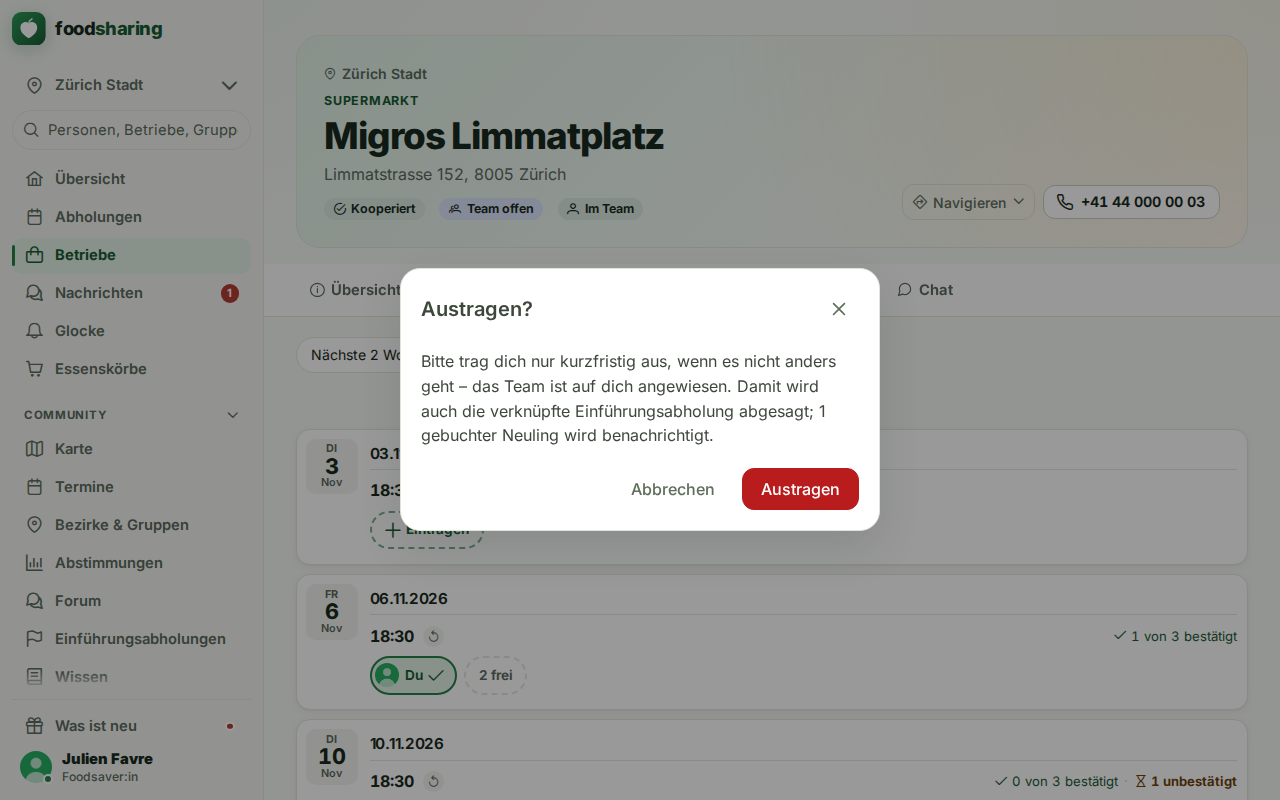 foodsharing
Zürich Stadt
Personen, Betriebe, Grupp
Übersicht
Abholungen
Betriebe
Nachrichten
1
Glocke
Essenskörbe
COMMUNITY
Karte
Termine
Bezirke & Gruppen
Abstimmungen
Forum
Einführungsabholungen
Wissen
Was ist neu
Julien Favre
Foodsaver:in
Zürich Stadt
SUPERMARKT
Migros Limmatplatz
Limmatstrasse 152, 8005 Zürich
Kooperiert
Team offen
Im Team
Navigieren
+41 44 000 00 03
Übersicht
Chat
Nächste 2 Wo
Austragen?
Bitte trag dich nur kurzfristig aus, wenn es nicht anders
geht – das Team ist auf dich angewiesen. Damit wird
auch die verknüpfte Einführungsabholung abgesagt; 1
gebuchter Neuling wird benachrichtigt.
Abbrechen
Austragen
DI
3
Nov
03.1
18:3
Eintragen
FR
6
Nov
06.11.2026
18:30
1 von 3 bestätigt
Du
2 frei
DI
10
Nov
10.11.2026
18:30
0 von 3 bestätigt · 1 unbestätigt